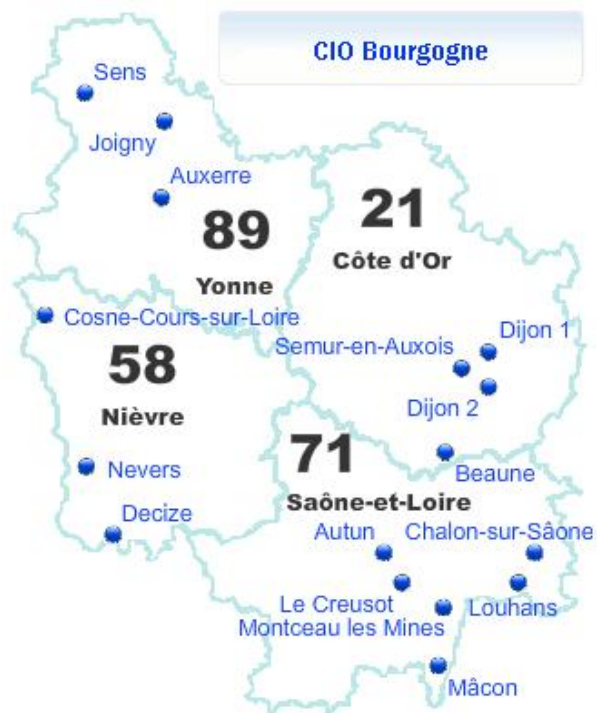 CIO Bourgogne
Sens
Joigny
Auxerre
89
Yonne
21
Côte d'Or
Cosne-Cours-sur-Loire
58
Nièvre
Semur-en-Auxois
Dijon 1
Dijon 2
Beaune
Nevers
Decize
71
Saône-et-Loire
Autun
Chalon-sur-Sâone
Le Creusot
Louhans
Montceau les Mines
Mâcon